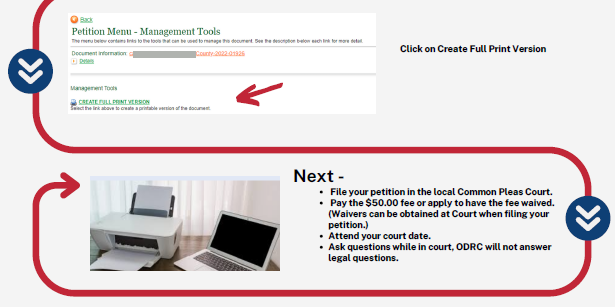 Back
Petition Menu - Management Tools
The menu below contains links to the tools that can be used to manage this document. See the description below each link for more detail.
Document Information: County-2022-01925
Details
Click on Create Full Print Version
Management Tools
CREATE FULL PRINT VERSION
Select the link above to create a printable version of the document
Next -
• File your petition in the local Common Pleas Court.
• Pay the $50.00 fee or apply to have the fee waived.
(Waivers can be obtained at Court when filing your
petition.)
• Attend your court date.
• Ask questions while in court, ODRC will not answer
legal questions.